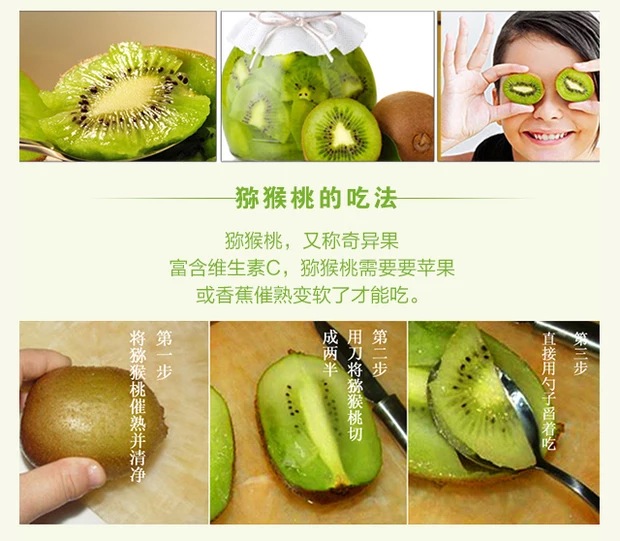 猕猴桃的吃法
猕猴桃，又称奇异果
富含维生素C，猕猴桃需要要苹果
或香蕉催熟变软了才能吃。
第一步
将猕猴桃催熟并清净
第二步
用刀将猕猴桃切
成两半
第三步
直接用勺子舀着吃